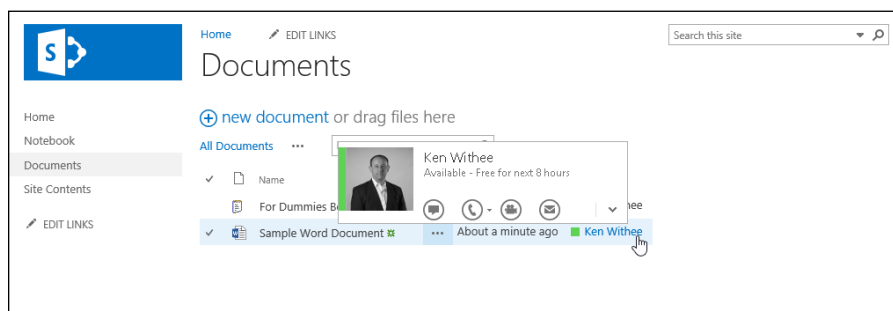 Home EDIT LINKS
Search this site
Documents
Home
Notebook
Documents
Site Contents
EDIT LINKS
new document or drag files here
All Documents ...
Ken Withee
Available - Free for next 8 hours
Name
For Dummies
Sample Word Document ... About a minute ago Ken Withee
S